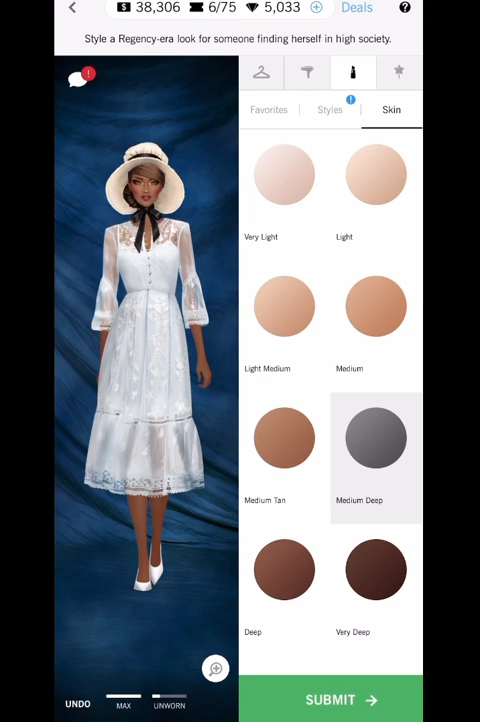 38,306 6/75 5,033 Deals ?
Style a Regency-era look for someone finding herself in high society.
!
Favorites Styles ! Skin
Very Light Light
Light Medium Medium
Medium Tan Medium Deep
Deep Very Deep
UNDO MAX UNWORN
SUBMIT